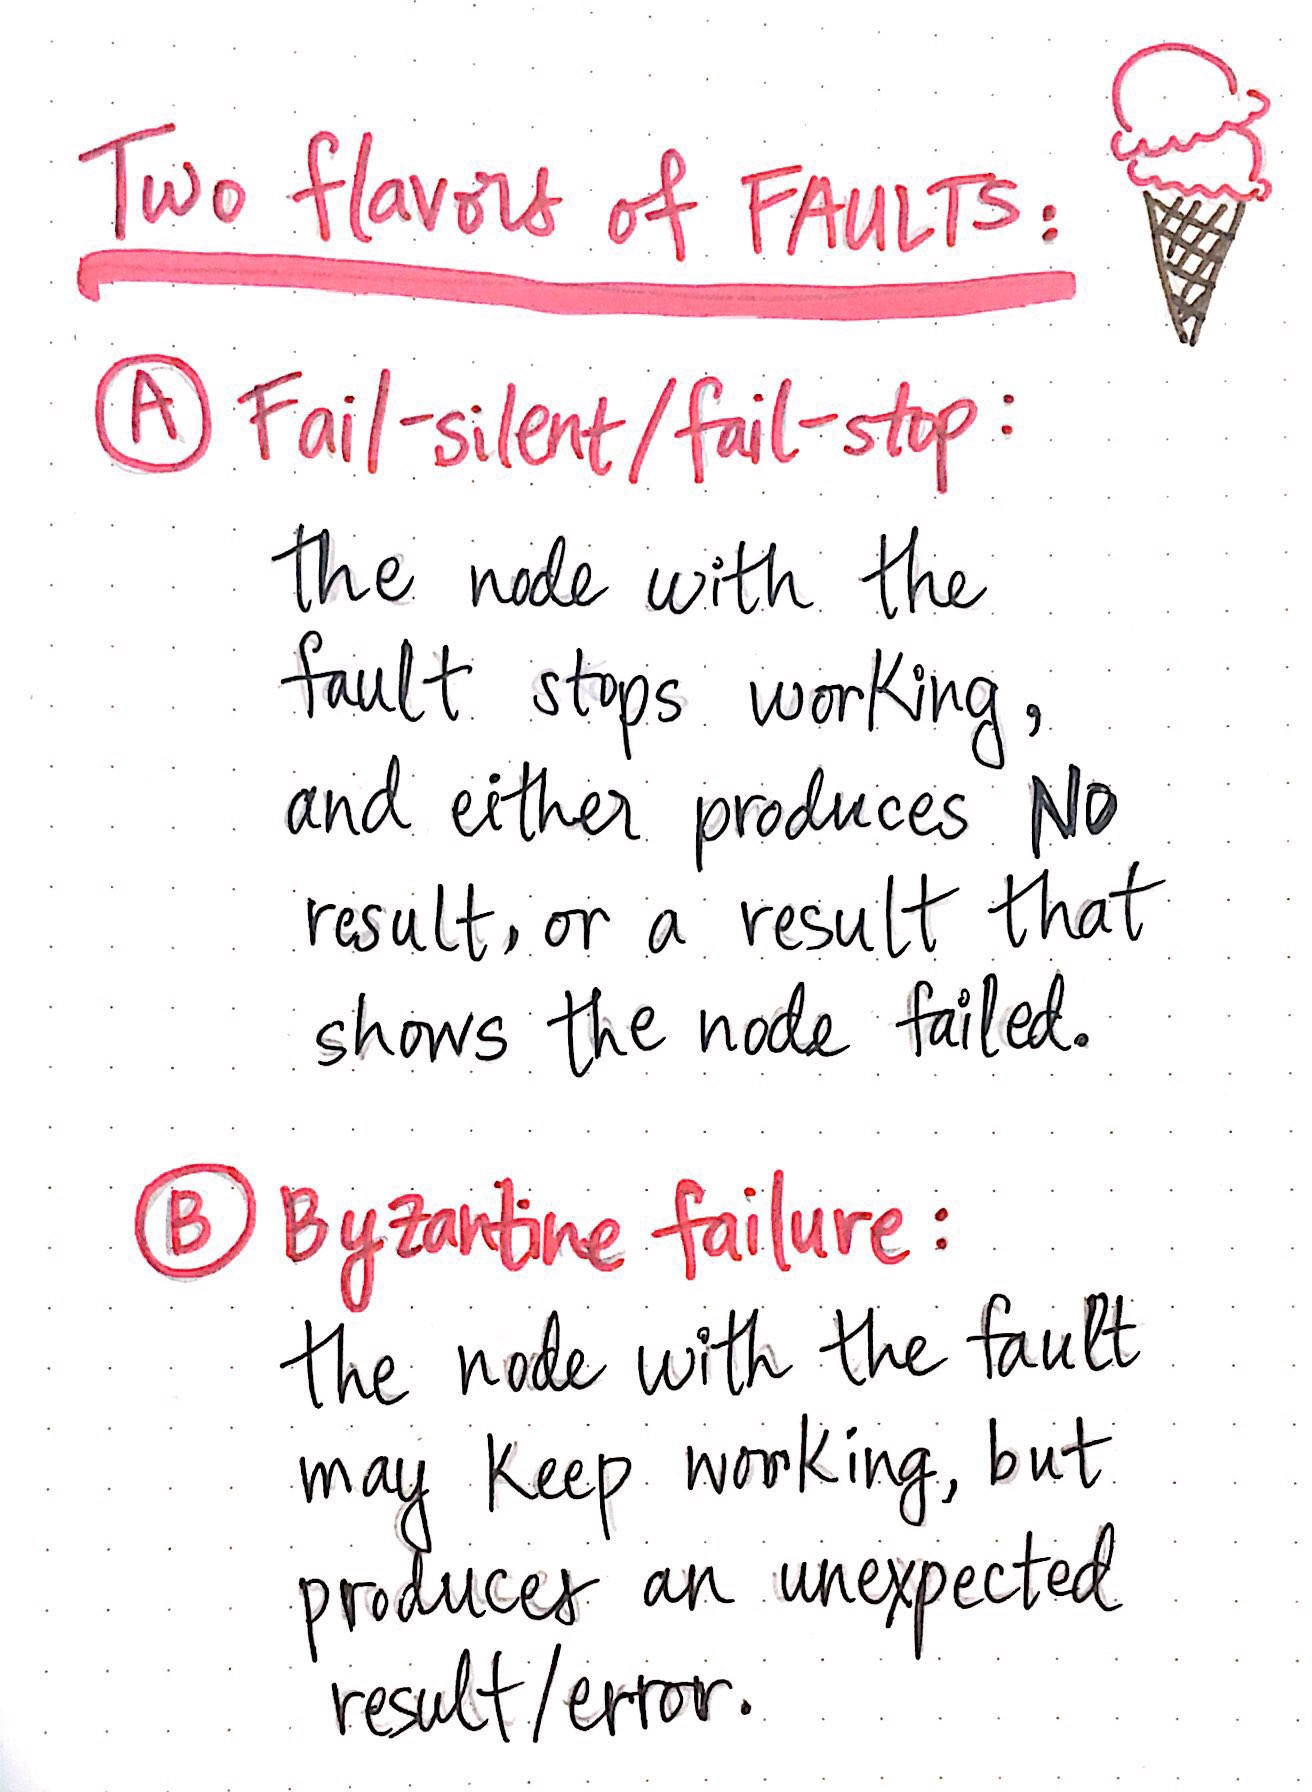 Two flavors of FAULTS:
A Fail-silent/fail-stop:
the node with the
fault stops working,
and either produces NO
result, or a result that
shows the node failed.
B Byzantine failure:
the node with the fault
may keep working, but
produces an unexpected
result/error.